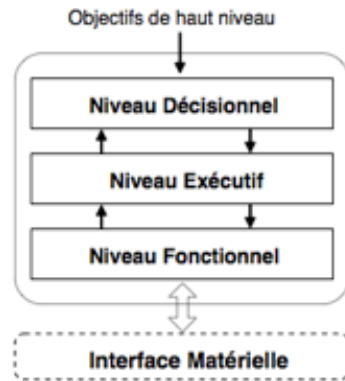 Objectifs de haut niveau
Niveau Décisionnel
Niveau Exécutif
Niveau Fonctionnel
Interface Matérielle